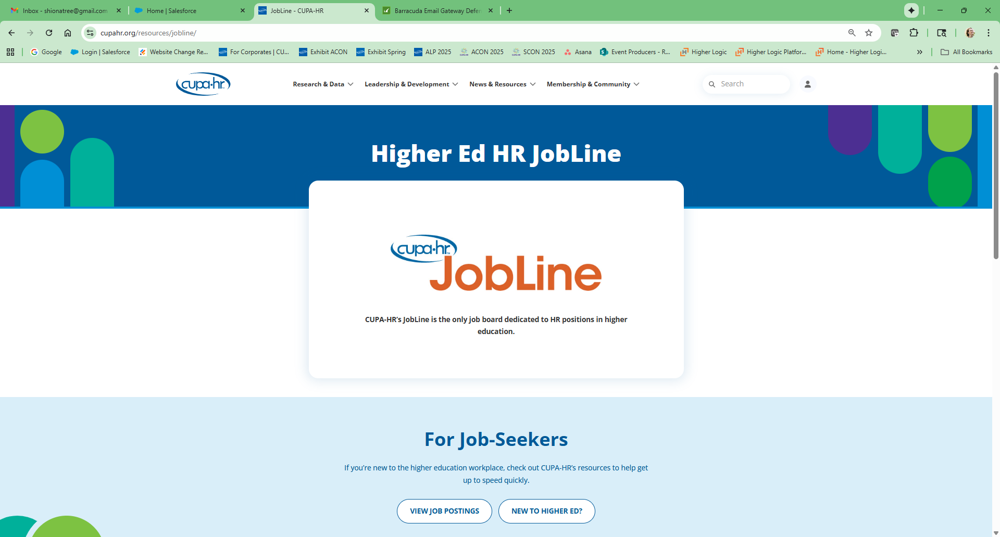 Inbox - shionatree@gmail.com
Home | Salesforce
JobLine - CUPA-HR
Barracuda Email Gateway Defen
cupahr.org/resources/jobline/
Google
Login | Salesforce
Website Change Re...
For Corporates | CU...
Exhibit ACON
Exhibit Spring
ALP 2025
ACON 2025
SCON 2025
Asana
Event Producers - R...
Higher Logic
Higher Logic Platfor...
Home - Higher Logi...
All Bookmarks
cupa·hr
Research & Data
Leadership & Development
News & Resources
Membership & Community
Search
Higher Ed HR JobLine
cupa·hr™
JobLine
CUPA-HR’s JobLine is the only job board dedicated to HR positions in higher
education.
For Job-Seekers
If you’re new to the higher education workplace, check out CUPA-HR’s resources to help get
up to speed quickly.
VIEW JOB POSTINGS
NEW TO HIGHER ED?